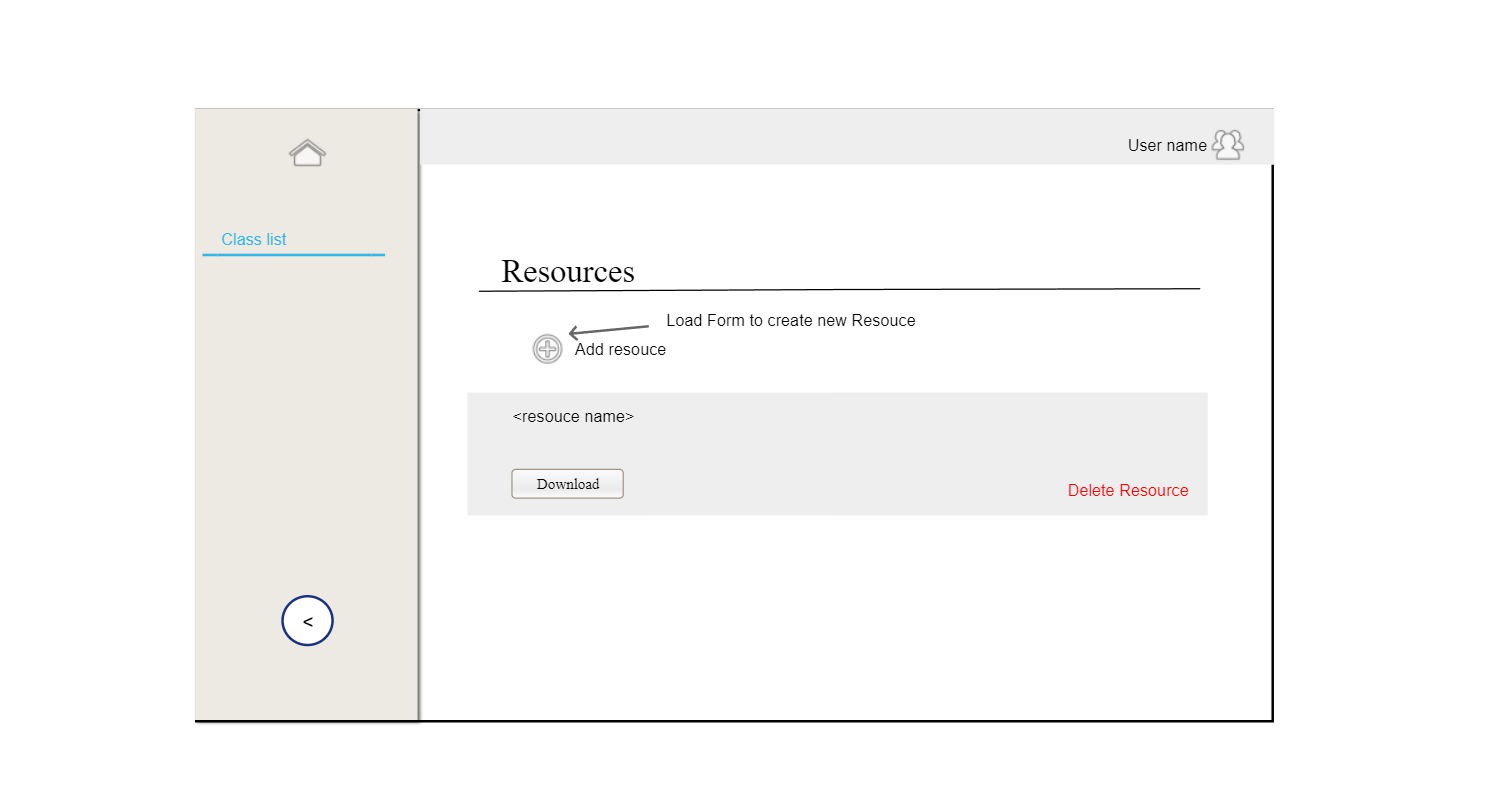 User name
Class list
Resources
Load Form to create new Resouce
Add resouce
<resouce name>
Download
Delete Resource
<